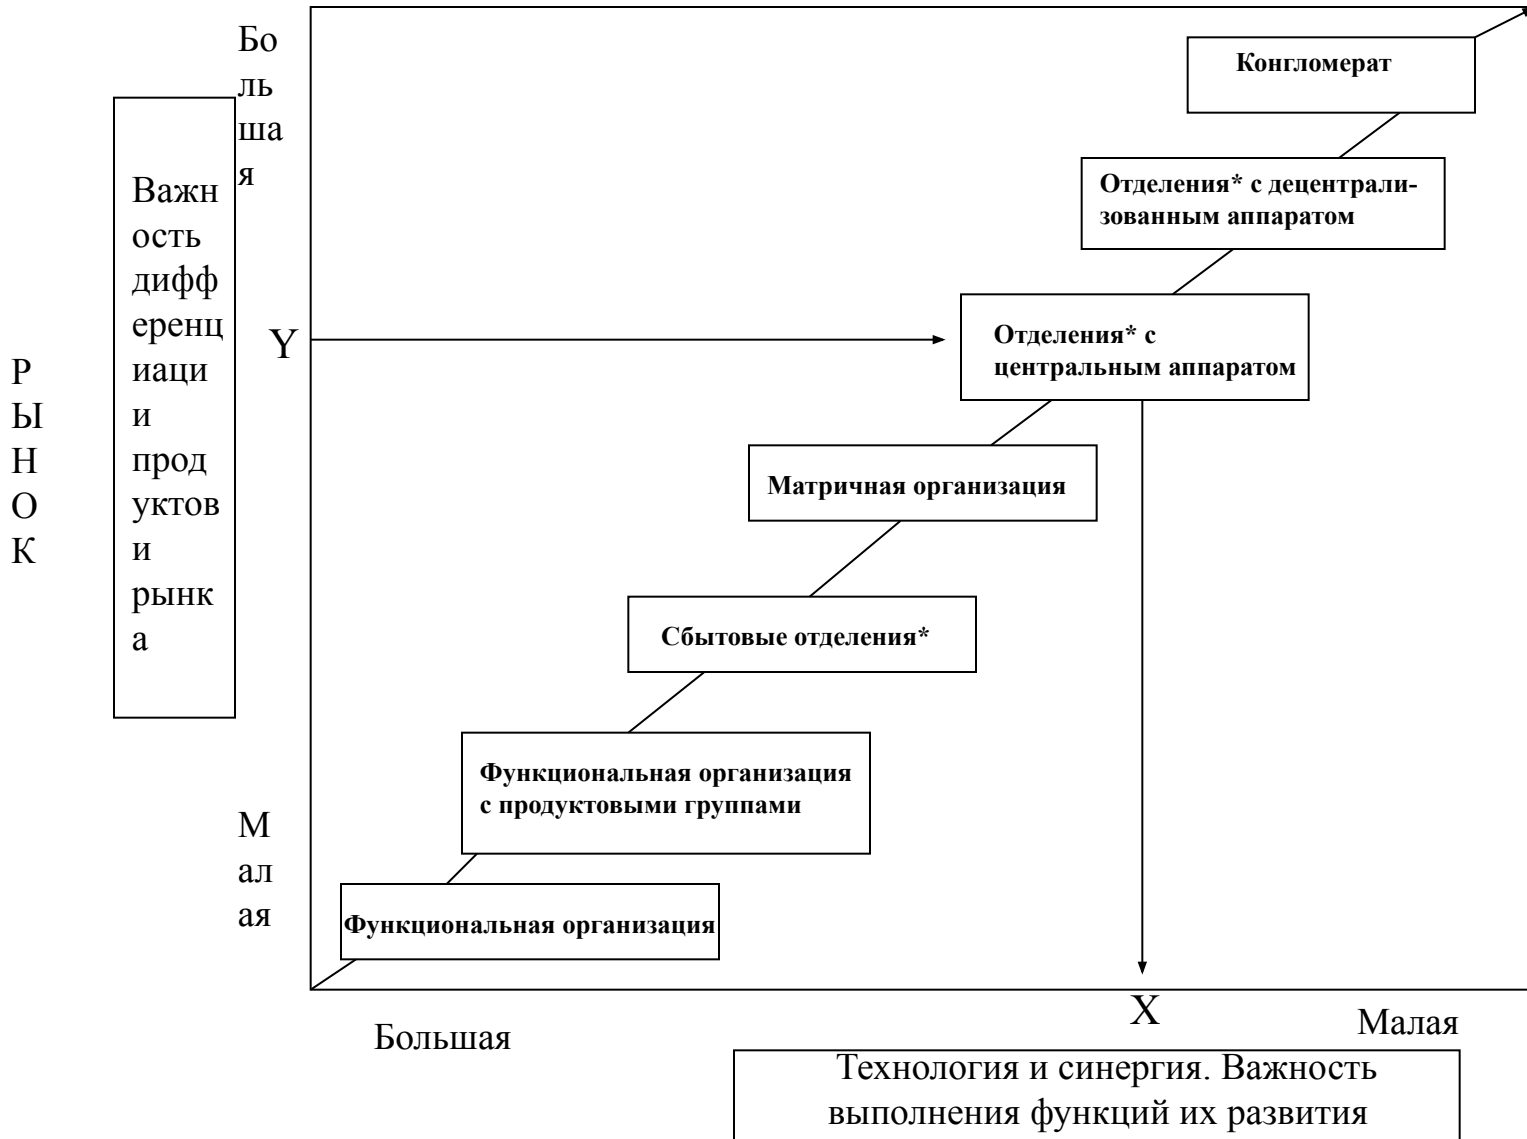 Бо
ль
ша
я
Конгломерат
Отделения* с децентрали-
зованным аппаратом
Важн
ость
дифф
еренц
иаци
и
прод
уктов
и
рынк
а
Р
Ы
Н
О
К
Y
Отделения* с
центральным аппаратом
Матричная организация
Сбытовые отделения*
Функциональная организация
с продуктовыми группами
М
ал
ая
Функциональная организация
Большая
X
Малая
Технология и синергия. Важность
выполнения функций их развития